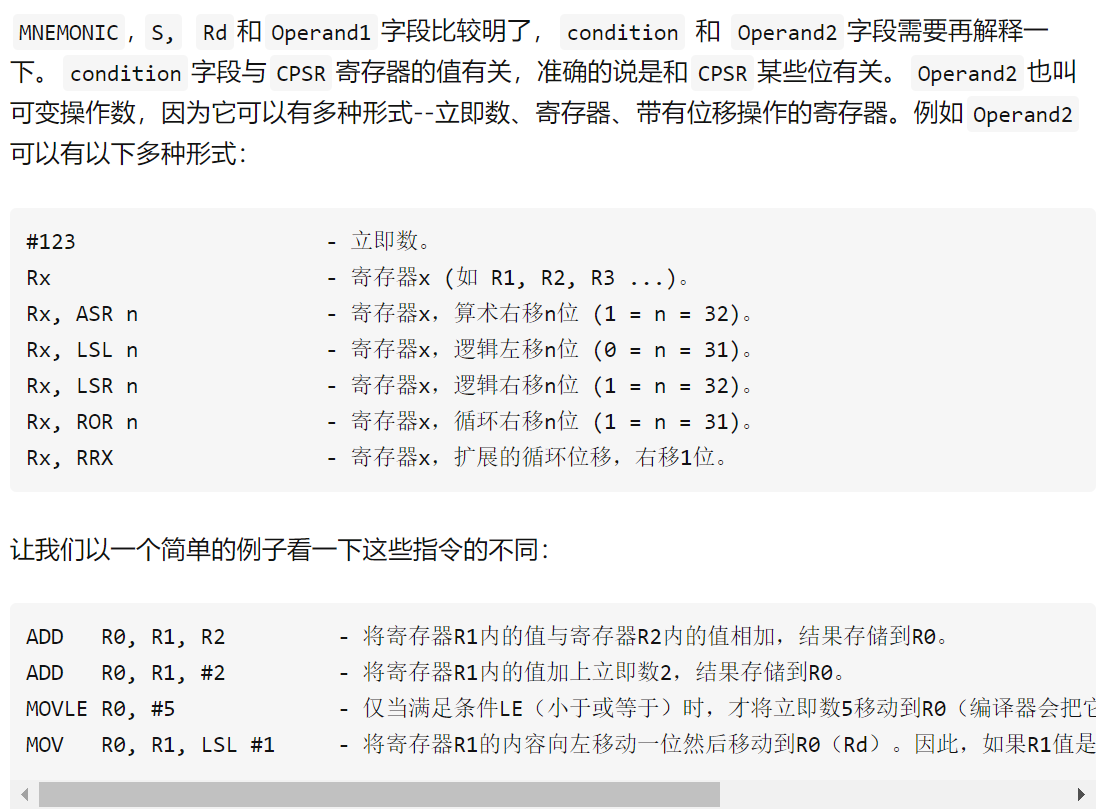 MNEMONIC，S， Rd 和 Operand1 字段比较明了， condition 和 Operand2 字段需要再解释一
下。 condition 字段与 CPSR 寄存器的值有关，准确的说是和 CPSR 某些位有关。 Operand2 也叫
可变操作数，因为它可以有多种形式--立即数、寄存器、带有位移操作的寄存器。例如 Operand2
可以有以下多种形式：
#123 - 立即数。
Rx - 寄存器x (如 R1, R2, R3 ...)。
Rx, ASR n - 寄存器x，算术右移n位 (1 = n = 32)。
Rx, LSL n - 寄存器x，逻辑左移n位 (0 = n = 31)。
Rx, LSR n - 寄存器x，逻辑右移n位 (1 = n = 32)。
Rx, ROR n - 寄存器x，循环右移n位 (1 = n = 31)。
Rx, RRX - 寄存器x，扩展的循环位移，右移1位。
让我们以一个简单的例子看一下这些指令的不同：
ADD R0, R1, R2 - 将寄存器R1内的值与寄存器R2内的值相加，结果存储到R0。
ADD R0, R1, #2 - 将寄存器R1内的值加上立即数2，结果存储到R0。
MOVLE R0, #5 - 仅当满足条件LE（小于或等于）时，才将立即数5移动到R0（编译器会把它
MOV R0, R1, LSL #1 - 将寄存器R1的内容向左移动一位然后移动到R0（Rd）。因此，如果R1值是